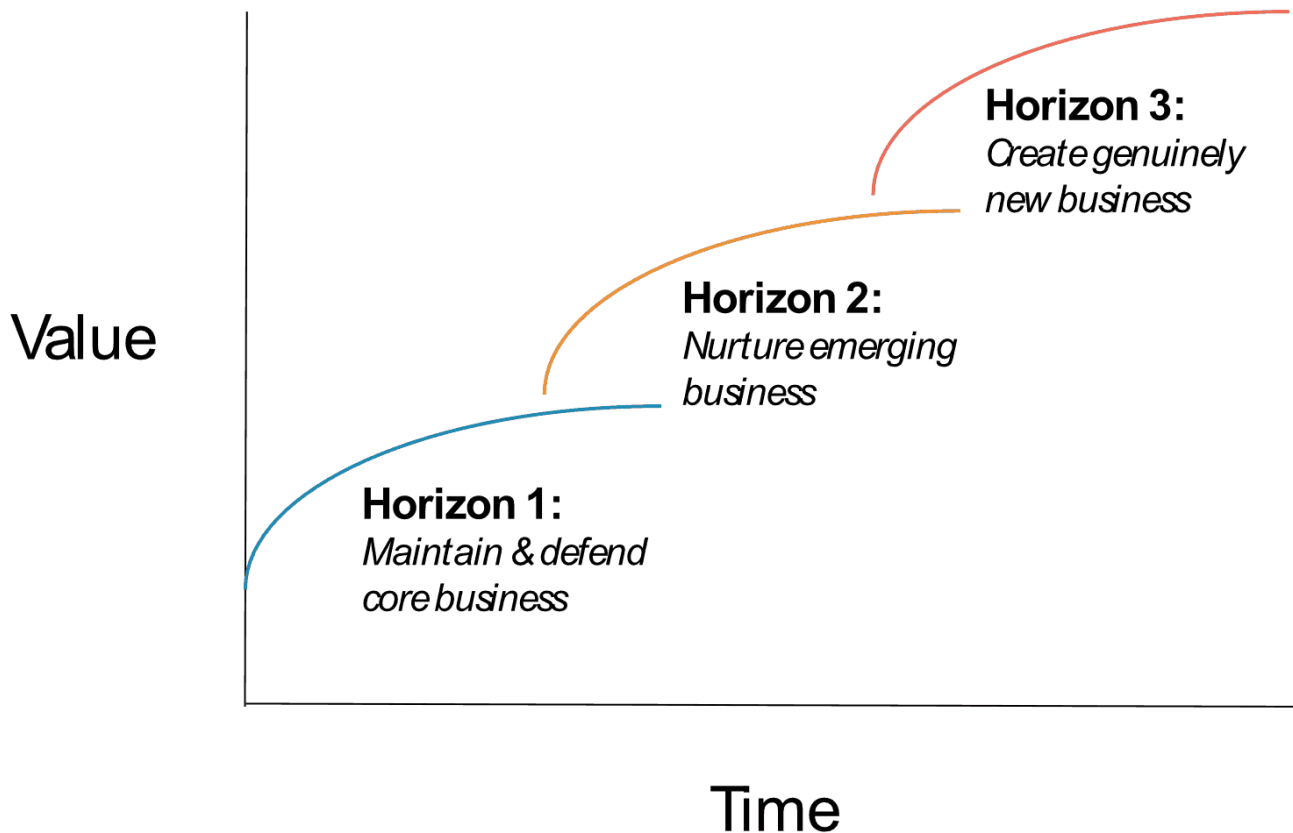 Horizon 3:
Create genuinely
new business
Horizon 2:
Nurture emerging
business
Value
Horizon 1:
Maintain & defend
core business
Time